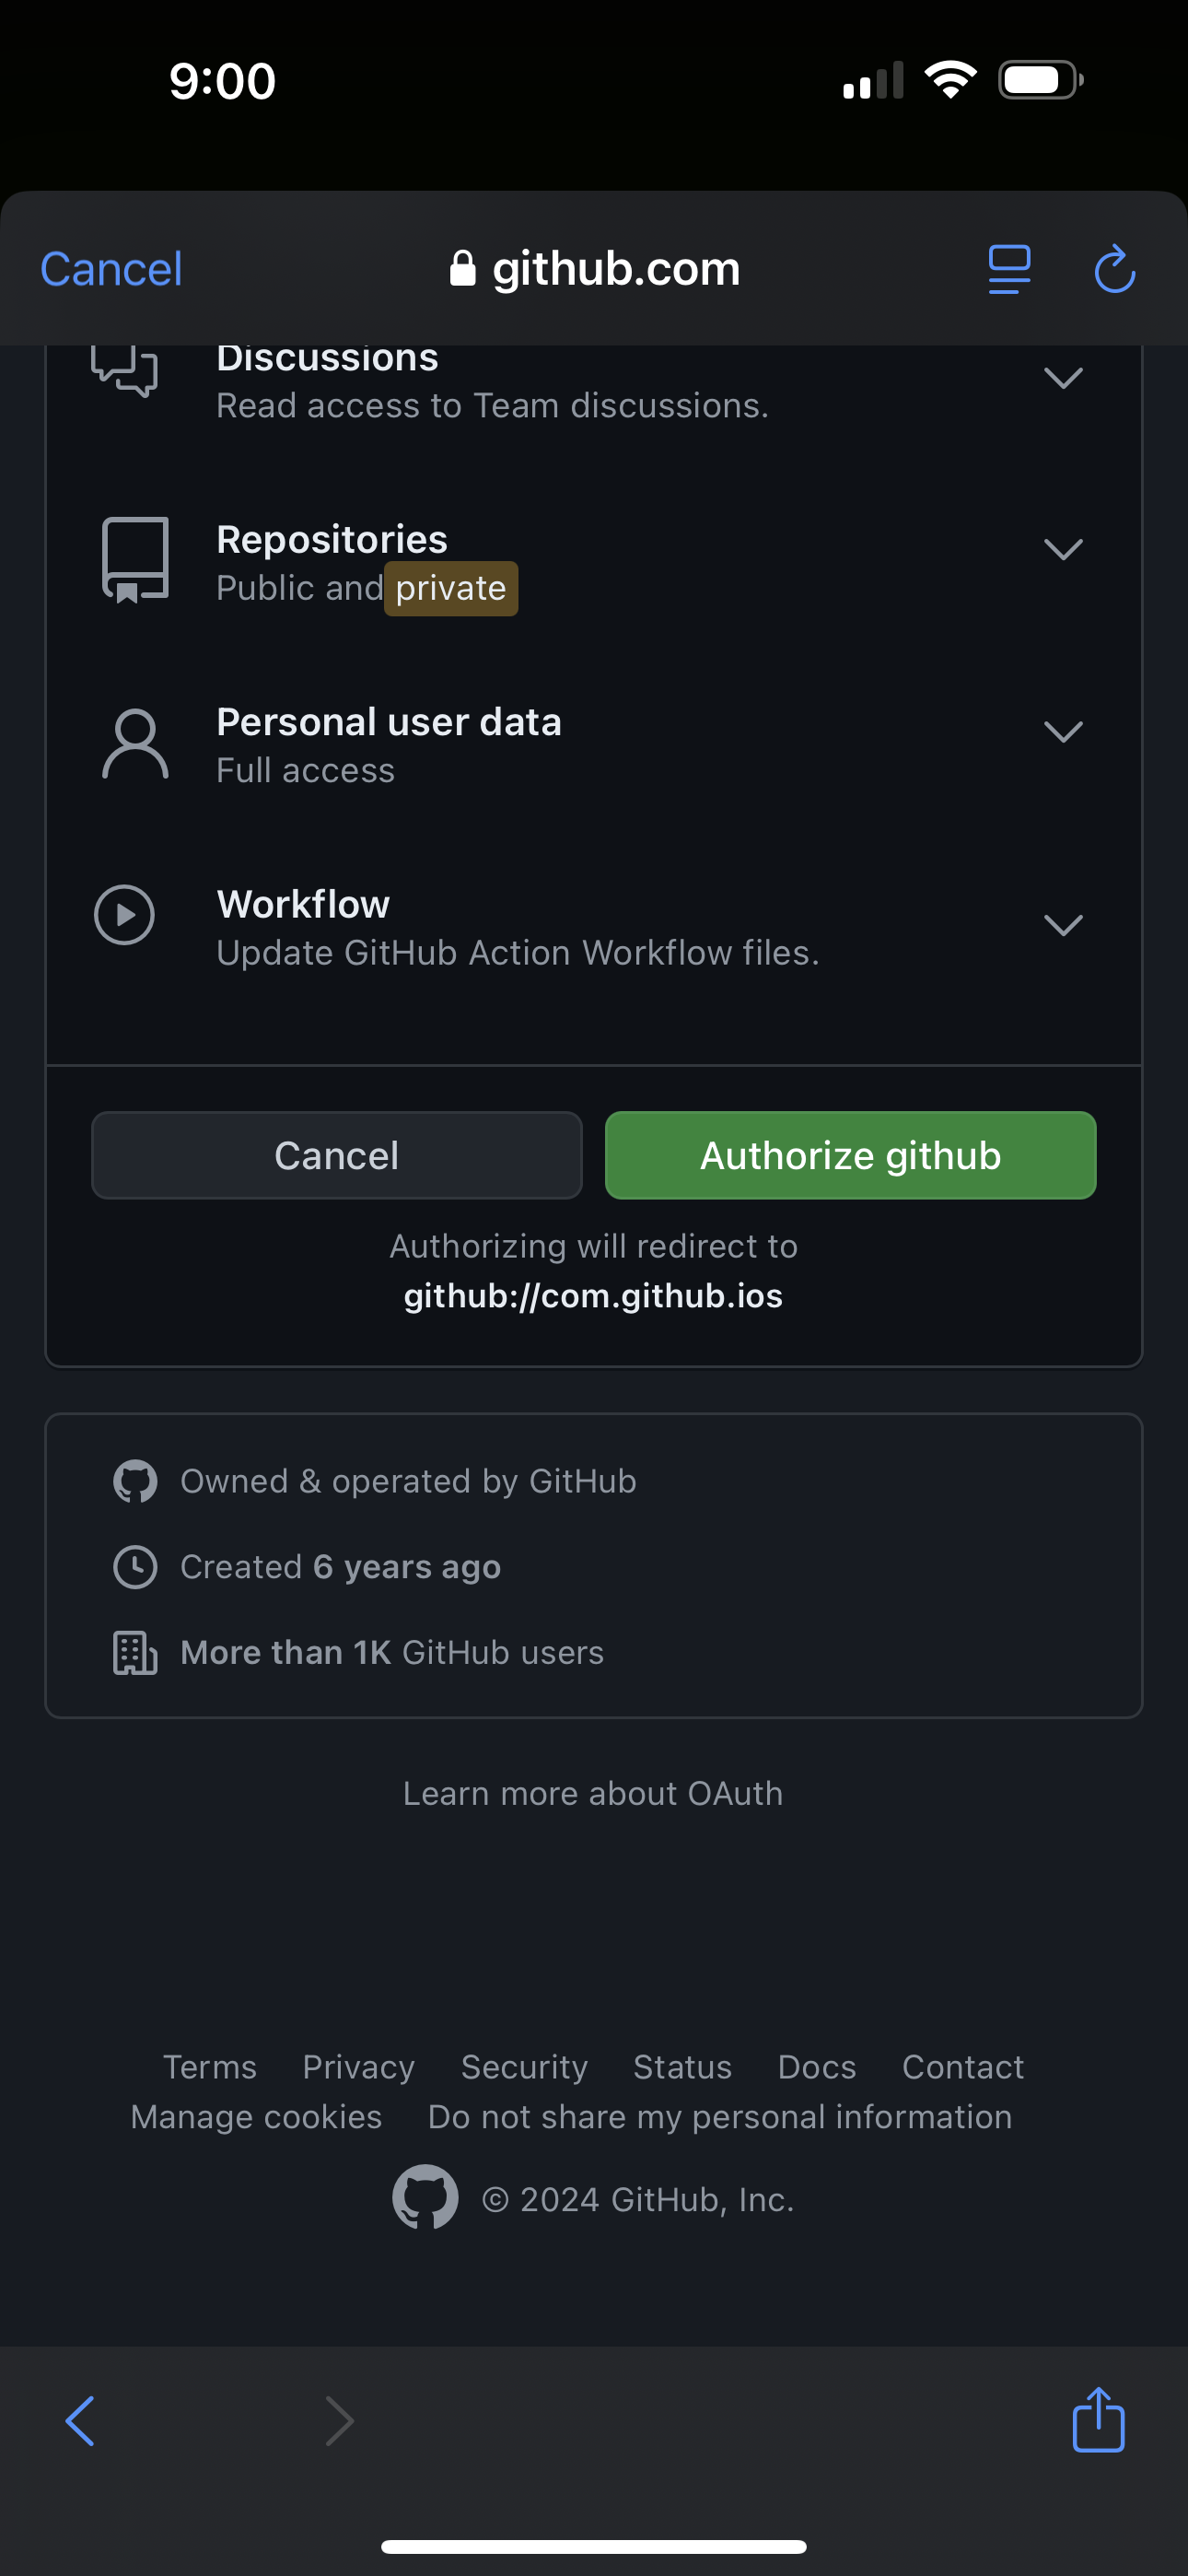 9:00
Cancel
github.com
Discussions
Read access to Team discussions.
Repositories
Public and private
Personal user data
Full access
Workflow
Update GitHub Action Workflow files.
Cancel
Authorize github
Authorizing will redirect to
github://com.github.ios
Owned & operated by GitHub
Created 6 years ago
More than 1K GitHub users
Learn more about OAuth
Terms Privacy Security Status Docs Contact
Manage cookies Do not share my personal information
© 2024 GitHub, Inc.